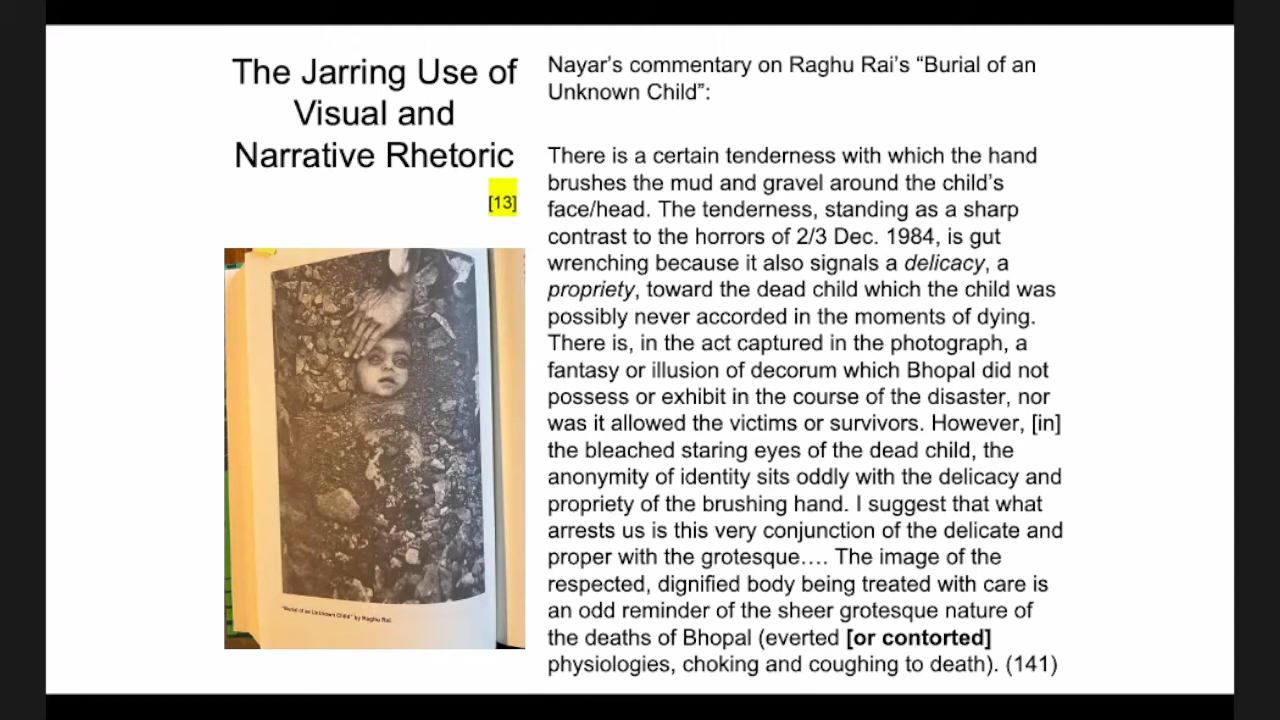 The Jarring Use of
Visual and
Narrative Rhetoric
[13]
"Burial of an Unknown Child" by Raghu Rai.
Nayar’s commentary on Raghu Rai’s “Burial of an
Unknown Child”:
There is a certain tenderness with which the hand
brushes the mud and gravel around the child’s
face/head. The tenderness, standing as a sharp
contrast to the horrors of 2/3 Dec. 1984, is gut
wrenching because it also signals a delicacy, a
propriety, toward the dead child which the child was
possibly never accorded in the moments of dying.
There is, in the act captured in the photograph, a
fantasy or illusion of decorum which Bhopal did not
possess or exhibit in the course of the disaster, nor
was it allowed the victims or survivors. However, [in]
the bleached staring eyes of the dead child, the
anonymity of identity sits oddly with the delicacy and
propriety of the brushing hand. I suggest that what
arrests us is this very conjunction of the delicate and
proper with the grotesque…. The image of the
respected, dignified body being treated with care is
an odd reminder of the sheer grotesque nature of
the deaths of Bhopal (everted [or contorted]
physiologies, choking and coughing to death). (141)